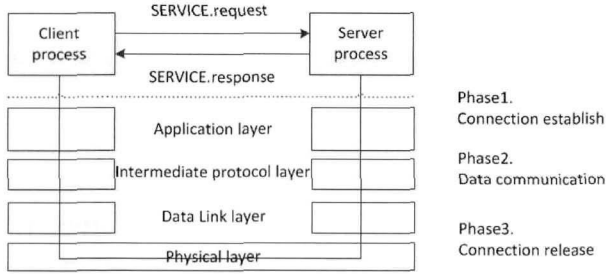 SERVICE.request
Client
process
Server
process
SERVICE.response
Phase1.
Connection establish
Application layer
Phase2.
Intermediate protocol layer
Data communication
Data Link layer
Phase3.
Connection release
Physical layer